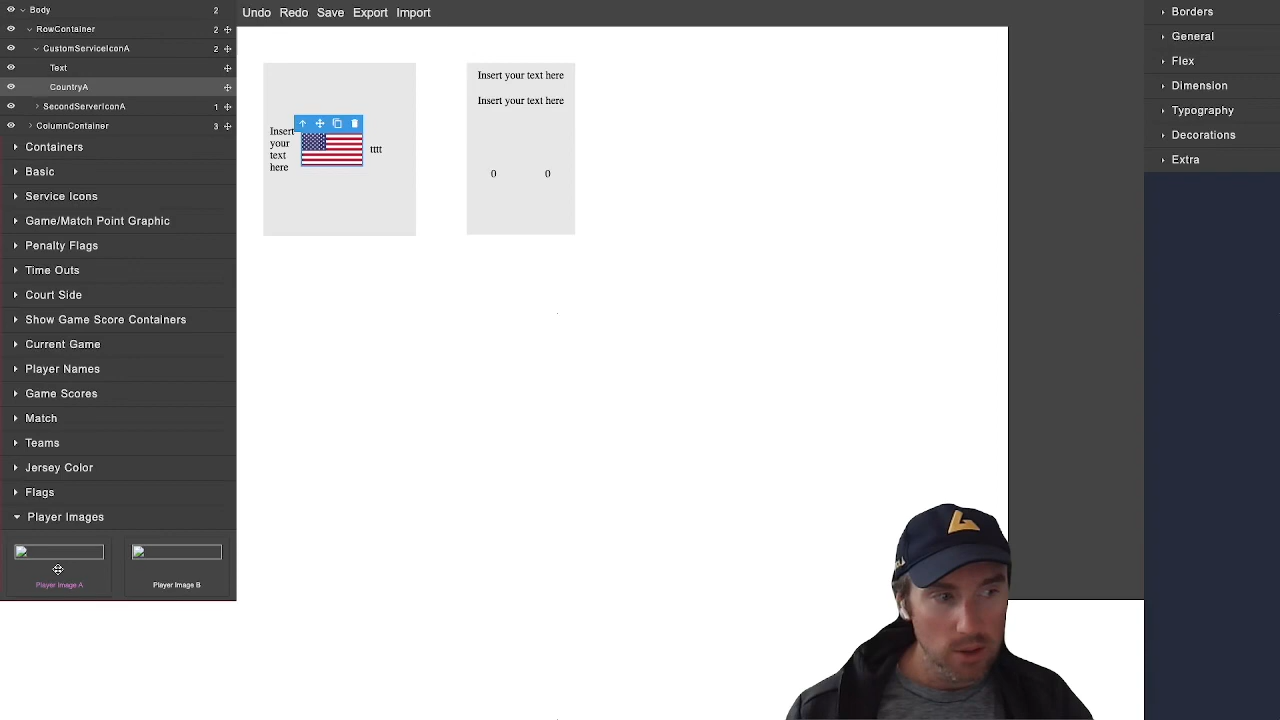 Body 2
RowContainer 2
CustomServiceIconA 2
Text
CountryA
SecondServerIconA 1
ColumnContainer 3
Containers
Basic
Service Icons
Game/Match Point Graphic
Penalty Flags
Time Outs
Court Side
Show Game Score Containers
Current Game
Player Names
Game Scores
Match
Teams
Jersey Color
Flags
Player Images
Player Image A Player Image B
Undo Redo Save Export Import
Insert
your
text
here
tttt
Insert your text here
Insert your text here
0 0
Borders
General
Flex
Dimension
Typography
Decorations
Extra